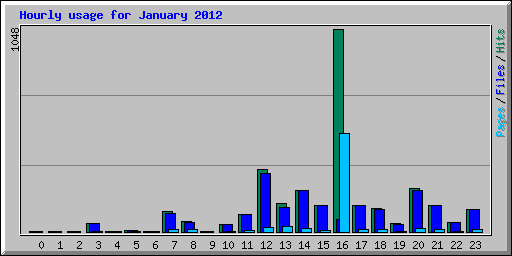 Hourly usage for January 2012
1048
Pages / Files / Hits
0 1 2 3 4 5 6 7 8 9 10 11 12 13 14 15 16 17 18 19 20 21 22 23